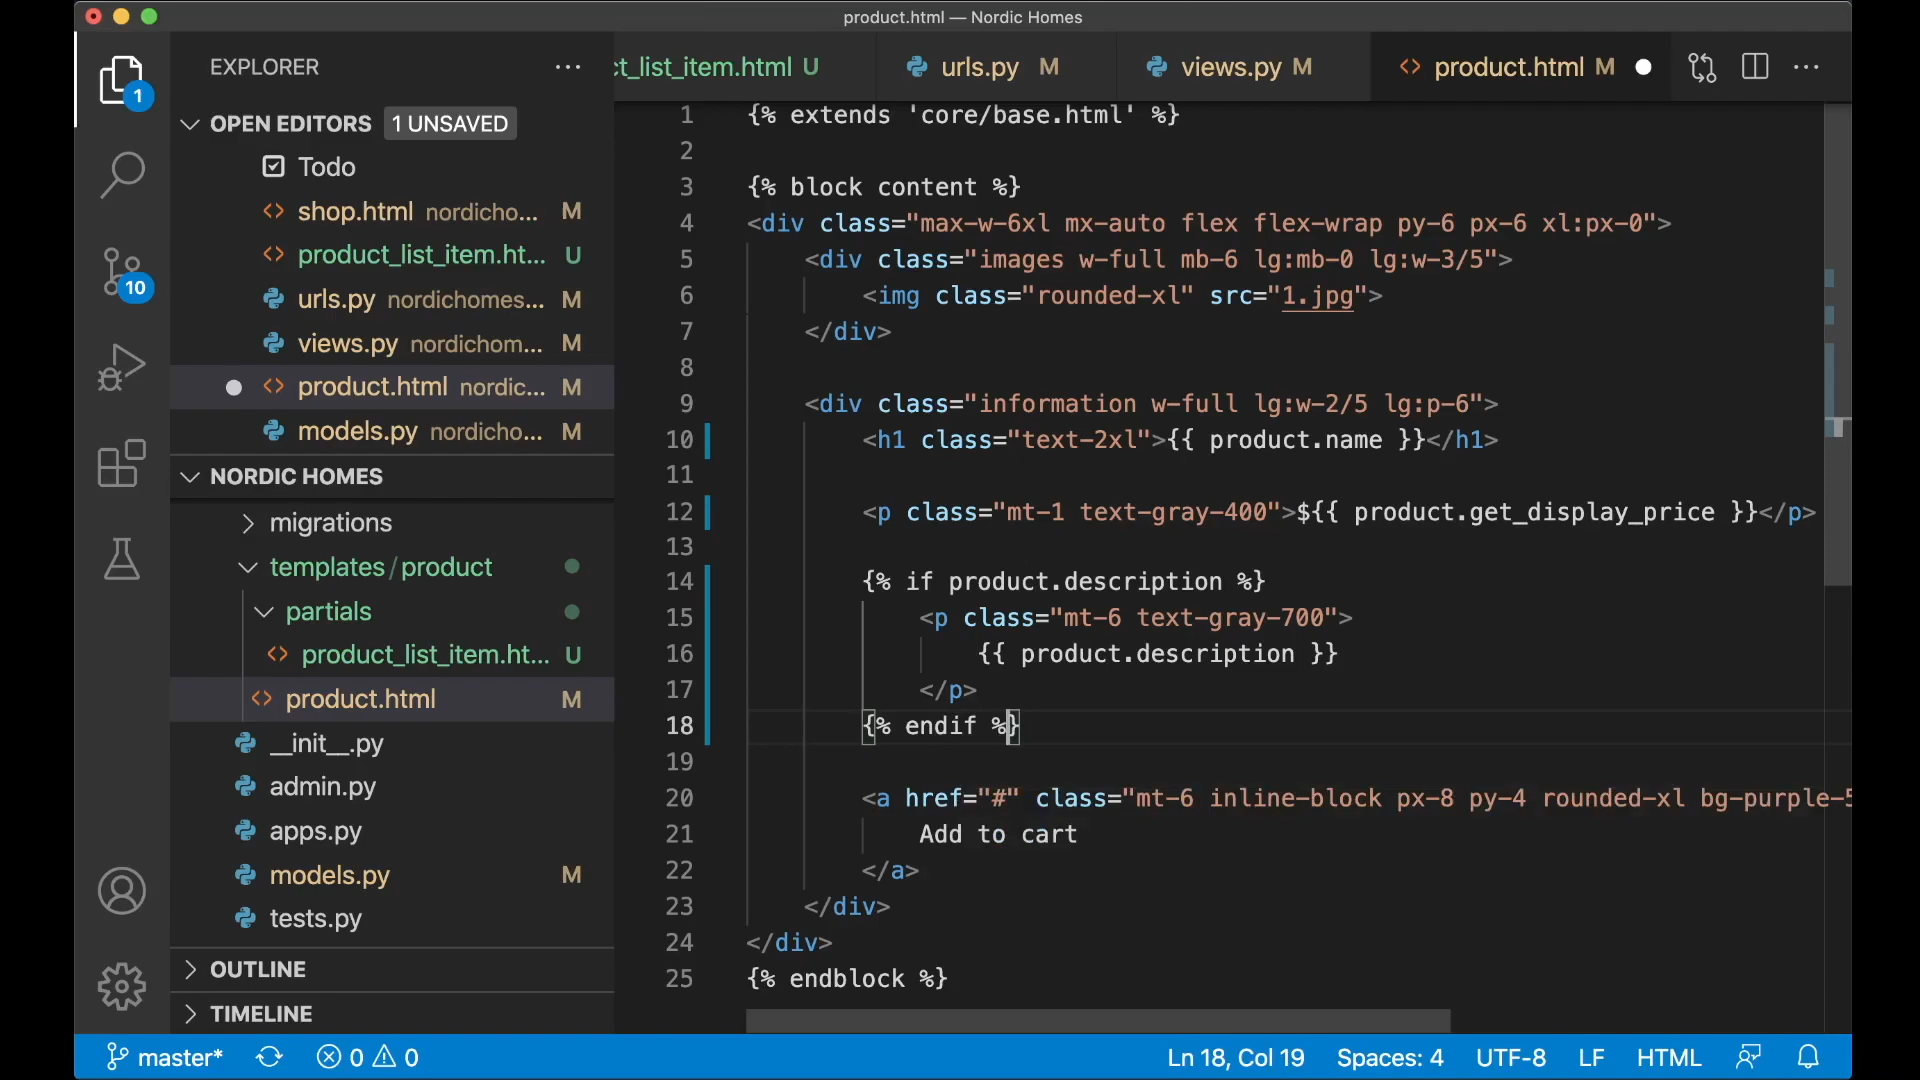 product.html — Nordic Homes
EXPLORER
ct_list_item.html U
urls.py M
views.py M
product.html M
1
OPEN EDITORS 1 UNSAVED
Todo
shop.html nordicho... M
product_list_item.ht... U
urls.py nordichomes... M
views.py nordichom... M
product.html nordic... M
models.py nordicho... M
10
NORDIC HOMES
migrations
templates/product
partials
product_list_item.ht... U
product.html M
__init__.py
admin.py
apps.py
models.py M
tests.py
OUTLINE
TIMELINE
1 {% extends 'core/base.html' %}
2
3 {% block content %}
4 <div class="max-w-6xl mx-auto flex flex-wrap py-6 px-6 xl:px-0">
5 <div class="images w-full mb-6 lg:mb-0 lg:w-3/5">
6 <img class="rounded-xl" src="1.jpg">
7 </div>
8
9 <div class="information w-full lg:w-2/5 lg:p-6">
10 <h1 class="text-2xl">{{ product.name }}</h1>
11
12 <p class="mt-1 text-gray-400">${{ product.get_display_price }}</p>
13
14 {% if product.description %}
15 <p class="mt-6 text-gray-700">
16 {{ product.description }}
17 </p>
18 {% endif %}
19
20 <a href="#" class="mt-6 inline-block px-8 py-4 rounded-xl bg-purple-5
21 Add to cart
22 </a>
23 </div>
24 </div>
25 {% endblock %}
master* 0 0 Ln 18, Col 19 Spaces: 4 UTF-8 LF HTML